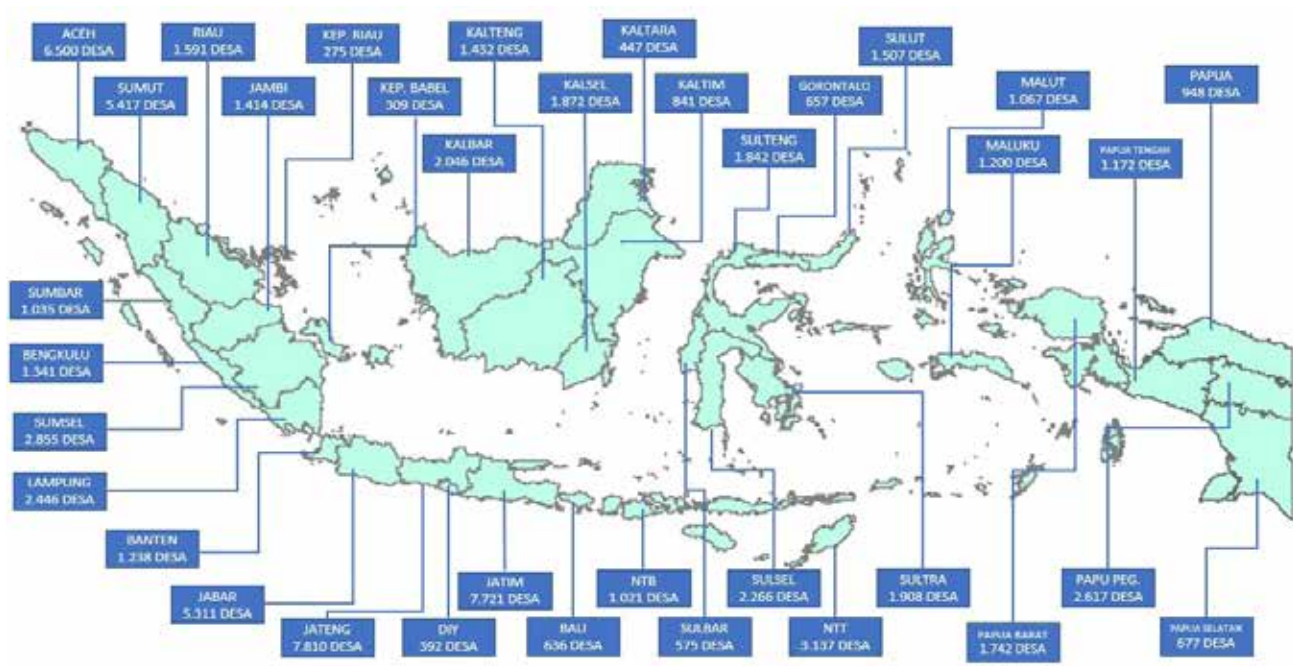 ACEH
6.500 DESA
RIAU
1.591 DESA
KEP. RIAU
275 DESA
KALTENG
1.432 DESA
KALTARA
447 DESA
SULUT
1.507 DESA
SUMUT
5.417 DESA
JAMBI
1.414 DESA
KEP. BABEL
309 DESA
KALSEL
1.872 DESA
KALTIM
841 DESA
GORONTALO
657 DESA
MALUT
1.067 DESA
PAPUA
948 DESA
KALBAR
2.046 DESA
SULTENG
1.842 DESA
MALUKU
1.200 DESA
PAPUA TENGAH
1.172 DESA
SUMBAR
1.035 DESA
BENGKULU
1.341 DESA
SUMSEL
2.855 DESA
LAMPUNG
2.446 DESA
BANTEN
1.238 DESA
JABAR
5.311 DESA
JATENG
7.810 DESA
DIY
392 DESA
JATIM
7.721 DESA
BALI
636 DESA
NTB
1.021 DESA
SULBAR
575 DESA
SULSEL
2.266 DESA
NTT
3.137 DESA
SULTRA
1.908 DESA
PAPUA BARAT
1.742 DESA
PAPU PEG.
2.617 DESA
PAPUA SELATAN
677 DESA